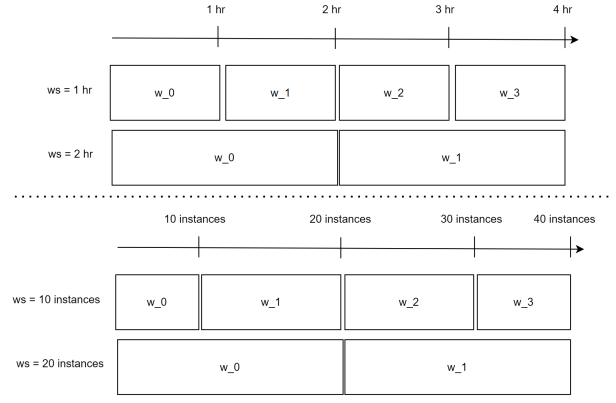 1 hr 2 hr 3 hr 4 hr
ws = 1 hr w_0 w_1 w_2 w_3
ws = 2 hr w_0 w_1
10 instances 20 instances 30 instances 40 instances
ws = 10 instances w_0 w_1 w_2 w_3
ws = 20 instances w_0 w_1